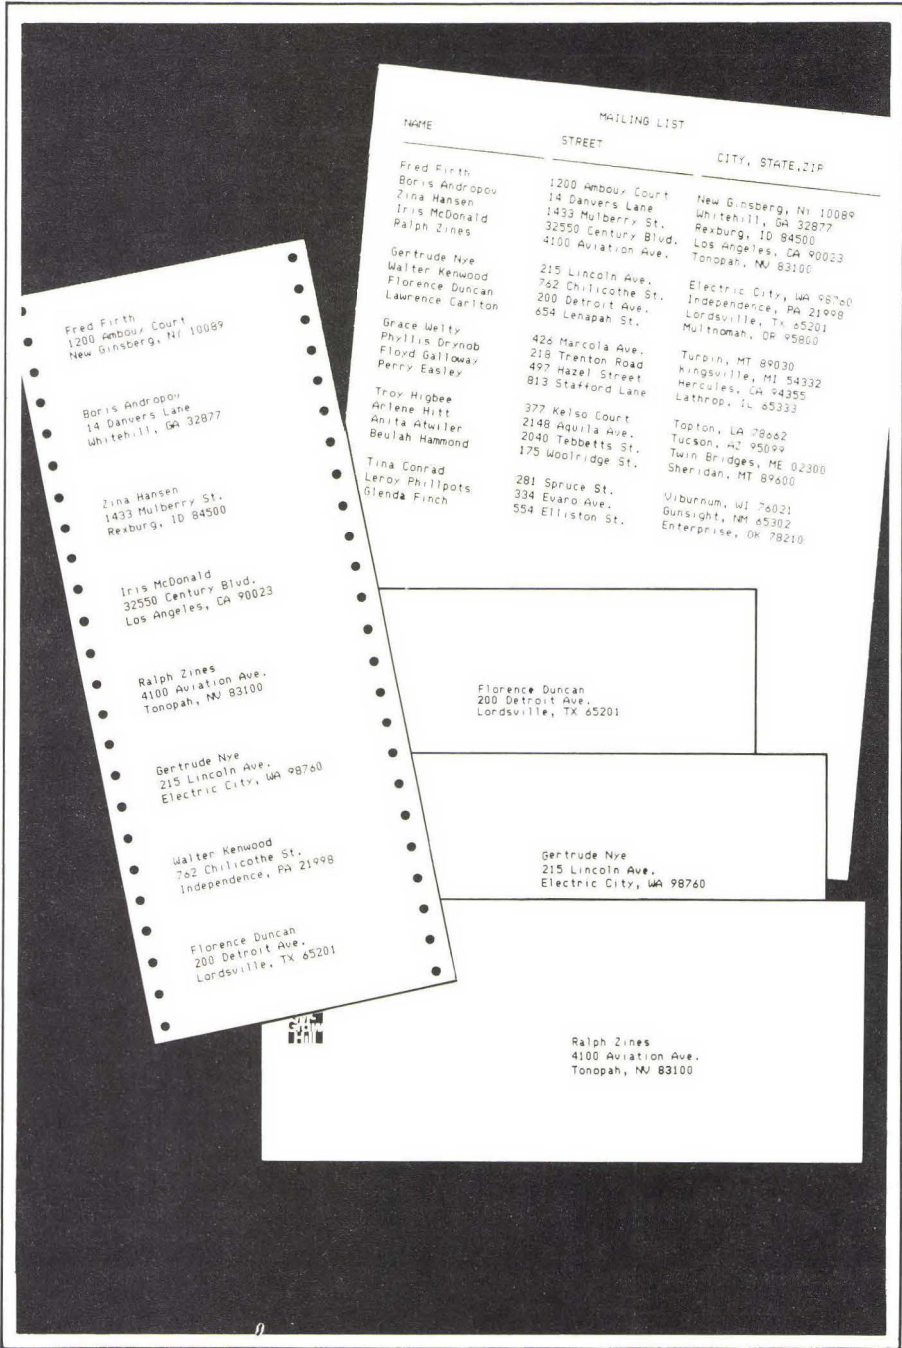 MAILING LIST
NAME STREET CITY, STATE,ZIP
Fred Firth 1200 Ambouy Court New Ginsberg, NY 10089
Boris Andropov 14 Danvers Lane Whitehill, GA 32877
Zina Hansen 1433 Mulberry St. Rexburg, ID 84500
Iris McDonald 32550 Century Blvd. Los Angeles, CA 90023
Ralph Zines 4100 Aviation Ave. Tonopah, NV 83100
Gertrude Nye 215 Lincoln Ave. Electric City, WA 98760
Walter Kenwood 762 Chilicothe St. Independence, PA 21998
Florence Duncan 200 Detroit Ave. Lordsville, TX 65201
Lawrence Carlton 654 Lenapah St. Multnomah, OR 95800
Grace Welty 426 Marcola Ave. Turpin, MT 89030
Phyllis Drynob 218 Trenton Road Kingsville, MI 54332
Floyd Galloway 497 Hazel Street Hercules, CA 94355
Perry Easley 813 Stafford Lane Lathrop, IL 65333
Troy Higbee 377 Kelso Court Topton, LA 78662
Arlene Hitt 2148 Aquila Ave. Tucson, AZ 95099
Anita Atwiler 2040 Tebbetts St. Twin Bridges, ME 02300
Beulah Hammond 175 Woolridge St. Sheridan, MT 89600
Tina Conrad 281 Spruce St. Viburnum, WI 76021
Leroy Phillpots 334 Evaro Ave. Gunsight, NM 65302
Glenda Finch 554 Elliston St. Enterprise, OK 78210
Fred Firth
1200 Ambouy Court
New Ginsberg, NY 10089
Boris Andropov
14 Danvers Lane
Whitehill, GA 32877
Zina Hansen
1433 Mulberry St.
Rexburg, ID 84500
Iris McDonald
32550 Century Blvd.
Los Angeles, CA 90023
Ralph Zines
4100 Aviation Ave.
Tonopah, NV 83100
Gertrude Nye
215 Lincoln Ave.
Electric City, WA 98760
Walter Kenwood
762 Chilicothe St.
Independence, PA 21998
Florence Duncan
200 Detroit Ave.
Lordsville, TX 65201
Florence Duncan
200 Detroit Ave.
Lordsville, TX 65201
Gertrude Nye
215 Lincoln Ave.
Electric City, WA 98760
Graw
Hill
Ralph Zines
4100 Aviation Ave.
Tonopah, NV 83100